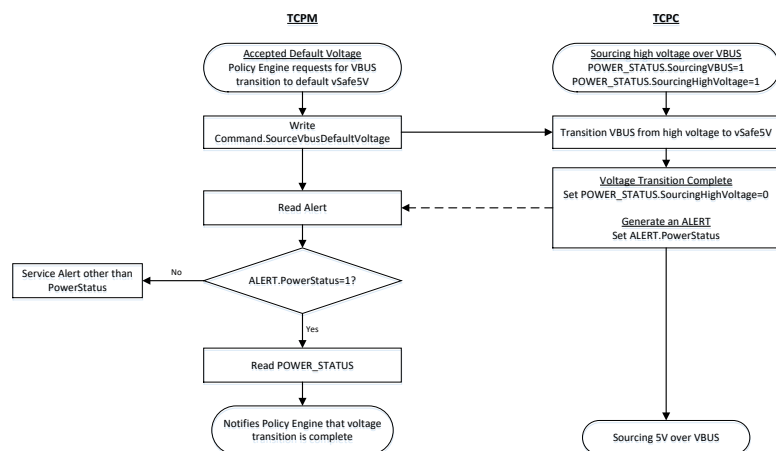 TCPM
TCPC
Accepted Default Voltage
Policy Engine requests for VBUS
transition to default vSafe5V
Sourcing high voltage over VBUS
POWER_STATUS.SourcingVBUS=1
POWER_STATUS.SourcingHighVoltage=1
Write
Command.SourceVbusDefaultVoltage
Transition VBUS from high voltage to vSafe5V
Voltage Transition Complete
Set POWER_STATUS.SourcingHighVoltage=0
Generate an ALERT
Set ALERT.PowerStatus
Read Alert
ALERT.PowerStatus=1?
No
Service Alert other than
PowerStatus
Yes
Read POWER_STATUS
Notifies Policy Engine that voltage
transition is complete
Sourcing 5V over VBUS